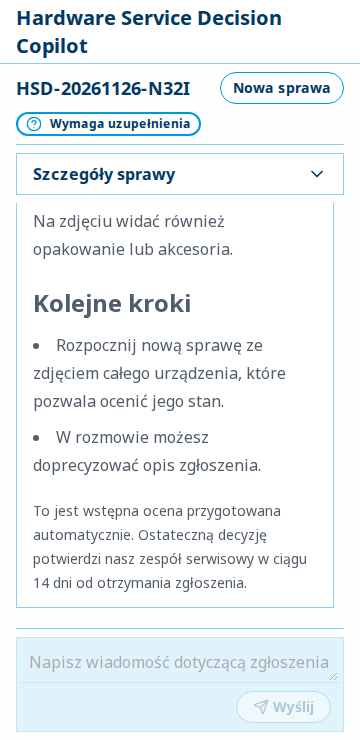 Hardware Service Decision
Copilot
HSD-20261126-N32I
Nowa sprawa
Wymaga uzupełnienia
Szczegóły sprawy
Na zdjęciu widać również
opakowanie lub akcesoria.
Kolejne kroki
• Rozpocznij nową sprawę ze
zdjęciem całego urządzenia, które
pozwala ocenić jego stan.
• W rozmowie możesz
doprecyzować opis zgłoszenia.
To jest wstępna ocena przygotowana
automatycznie. Ostateczną decyzję
potwierdzi nasz zespół serwisowy w ciągu
14 dni od otrzymania zgłoszenia.
Napisz wiadomość dotyczącą zgłoszenia
Wyślij